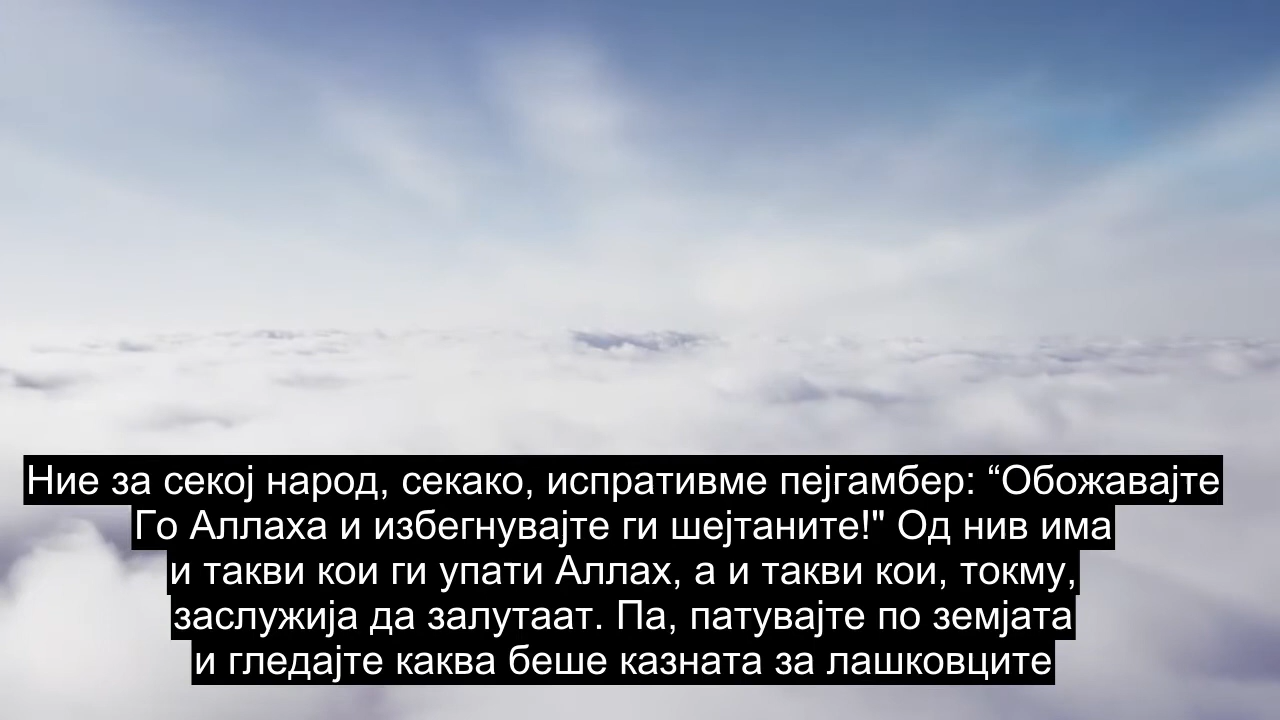 Ние за секој народ, секако, испративме пејгамбер: “Обожавајте
Го Аллаха и избегнувајте ги шејтаните!" Од нив има
и такви кои ги упати Аллах, а и такви кои, токму,
заслужија да залутаат. Па, патувајте по земјата
и гледајте каква беше казната за лашковците